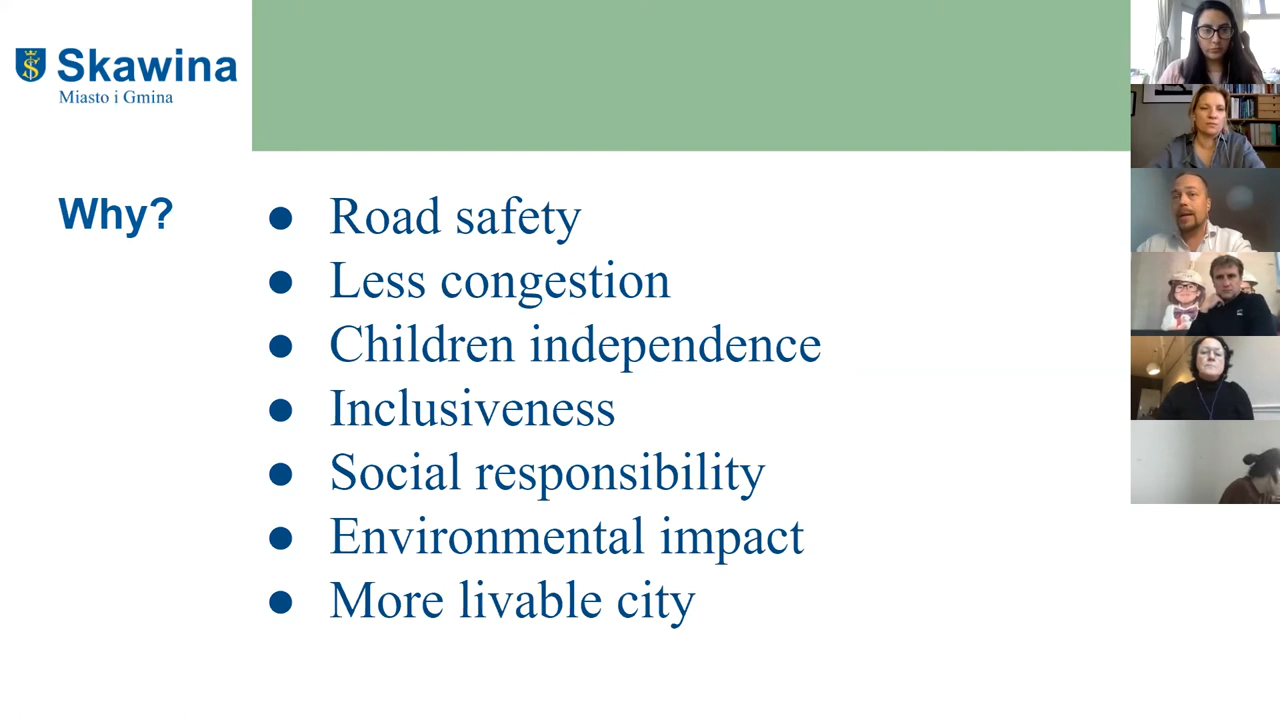 Skawina
Miasto i Gmina
Why?
● Road safety
● Less congestion
● Children independence
● Inclusiveness
● Social responsibility
● Environmental impact
● More livable city